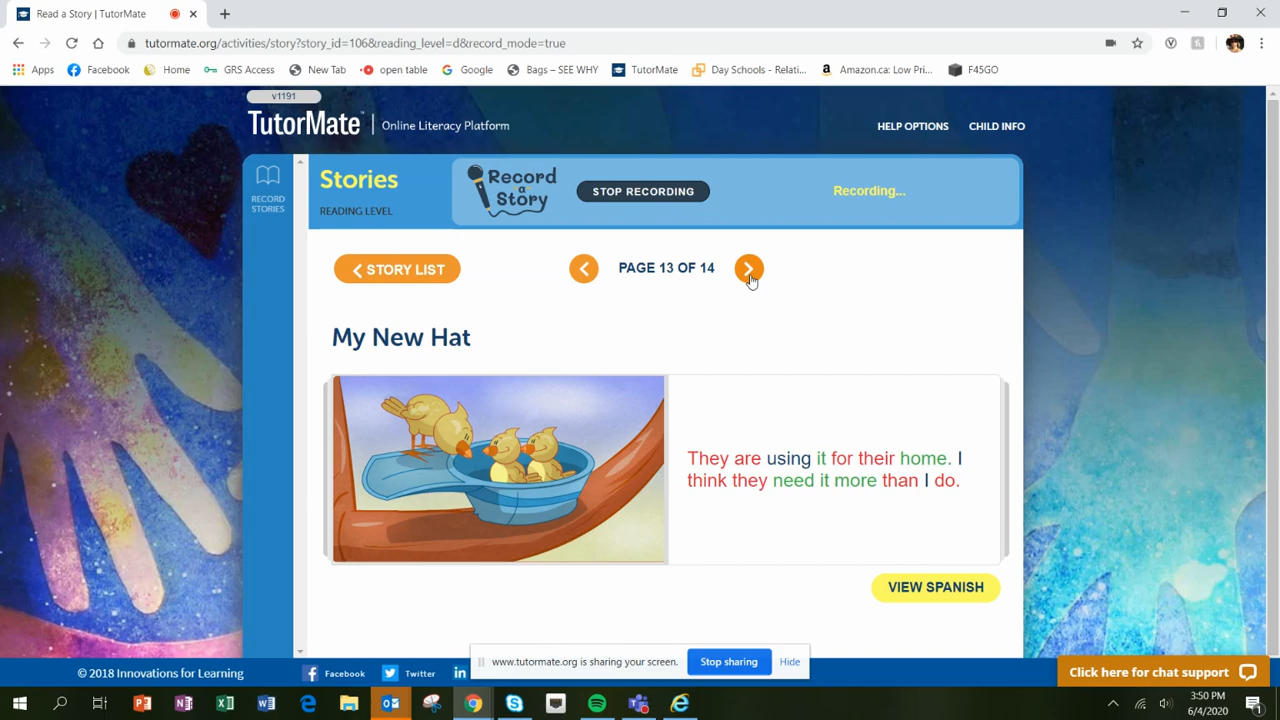 Read a Story | TutorMate
tutormate.org/activities/story?story_id=106&reading_level=d&record_mode=true
Apps Facebook Home GRS Access New Tab open table Google Bags – SEE WHY TutorMate Day Schools - Relati... Amazon.ca: Low Pri... F45GO
v1191
TutorMate Online Literacy Platform
HELP OPTIONS CHILD INFO
RECORD
STORIES
Stories
READING LEVEL
Record
a
Story
STOP RECORDING
Recording...
STORY LIST
PAGE 13 OF 14
My New Hat
They are using it for their home. I
think they need it more than I do.
VIEW SPANISH
www.tutormate.org is sharing your screen. Stop sharing Hide
© 2018 Innovations for Learning Facebook Twitter
Click here for chat support
3:50 PM
6/4/2020